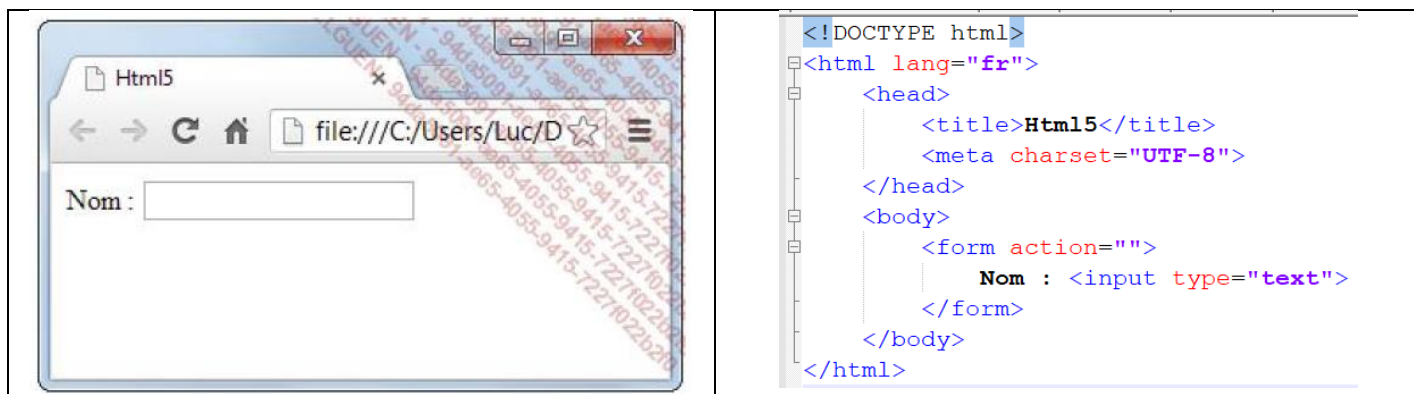 Html5
file:///C:/Users/Luc/D
Nom :
<!DOCTYPE html>
<html lang="fr">
<head>
<title>Html5</title>
<meta charset="UTF-8">
</head>
<body>
<form action="">
Nom : <input type="text">
</form>
</body>
</html>